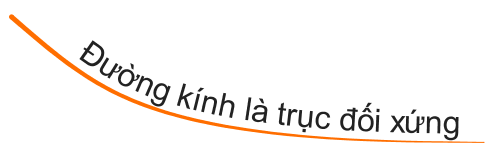 Đường kính là trục đối xứng